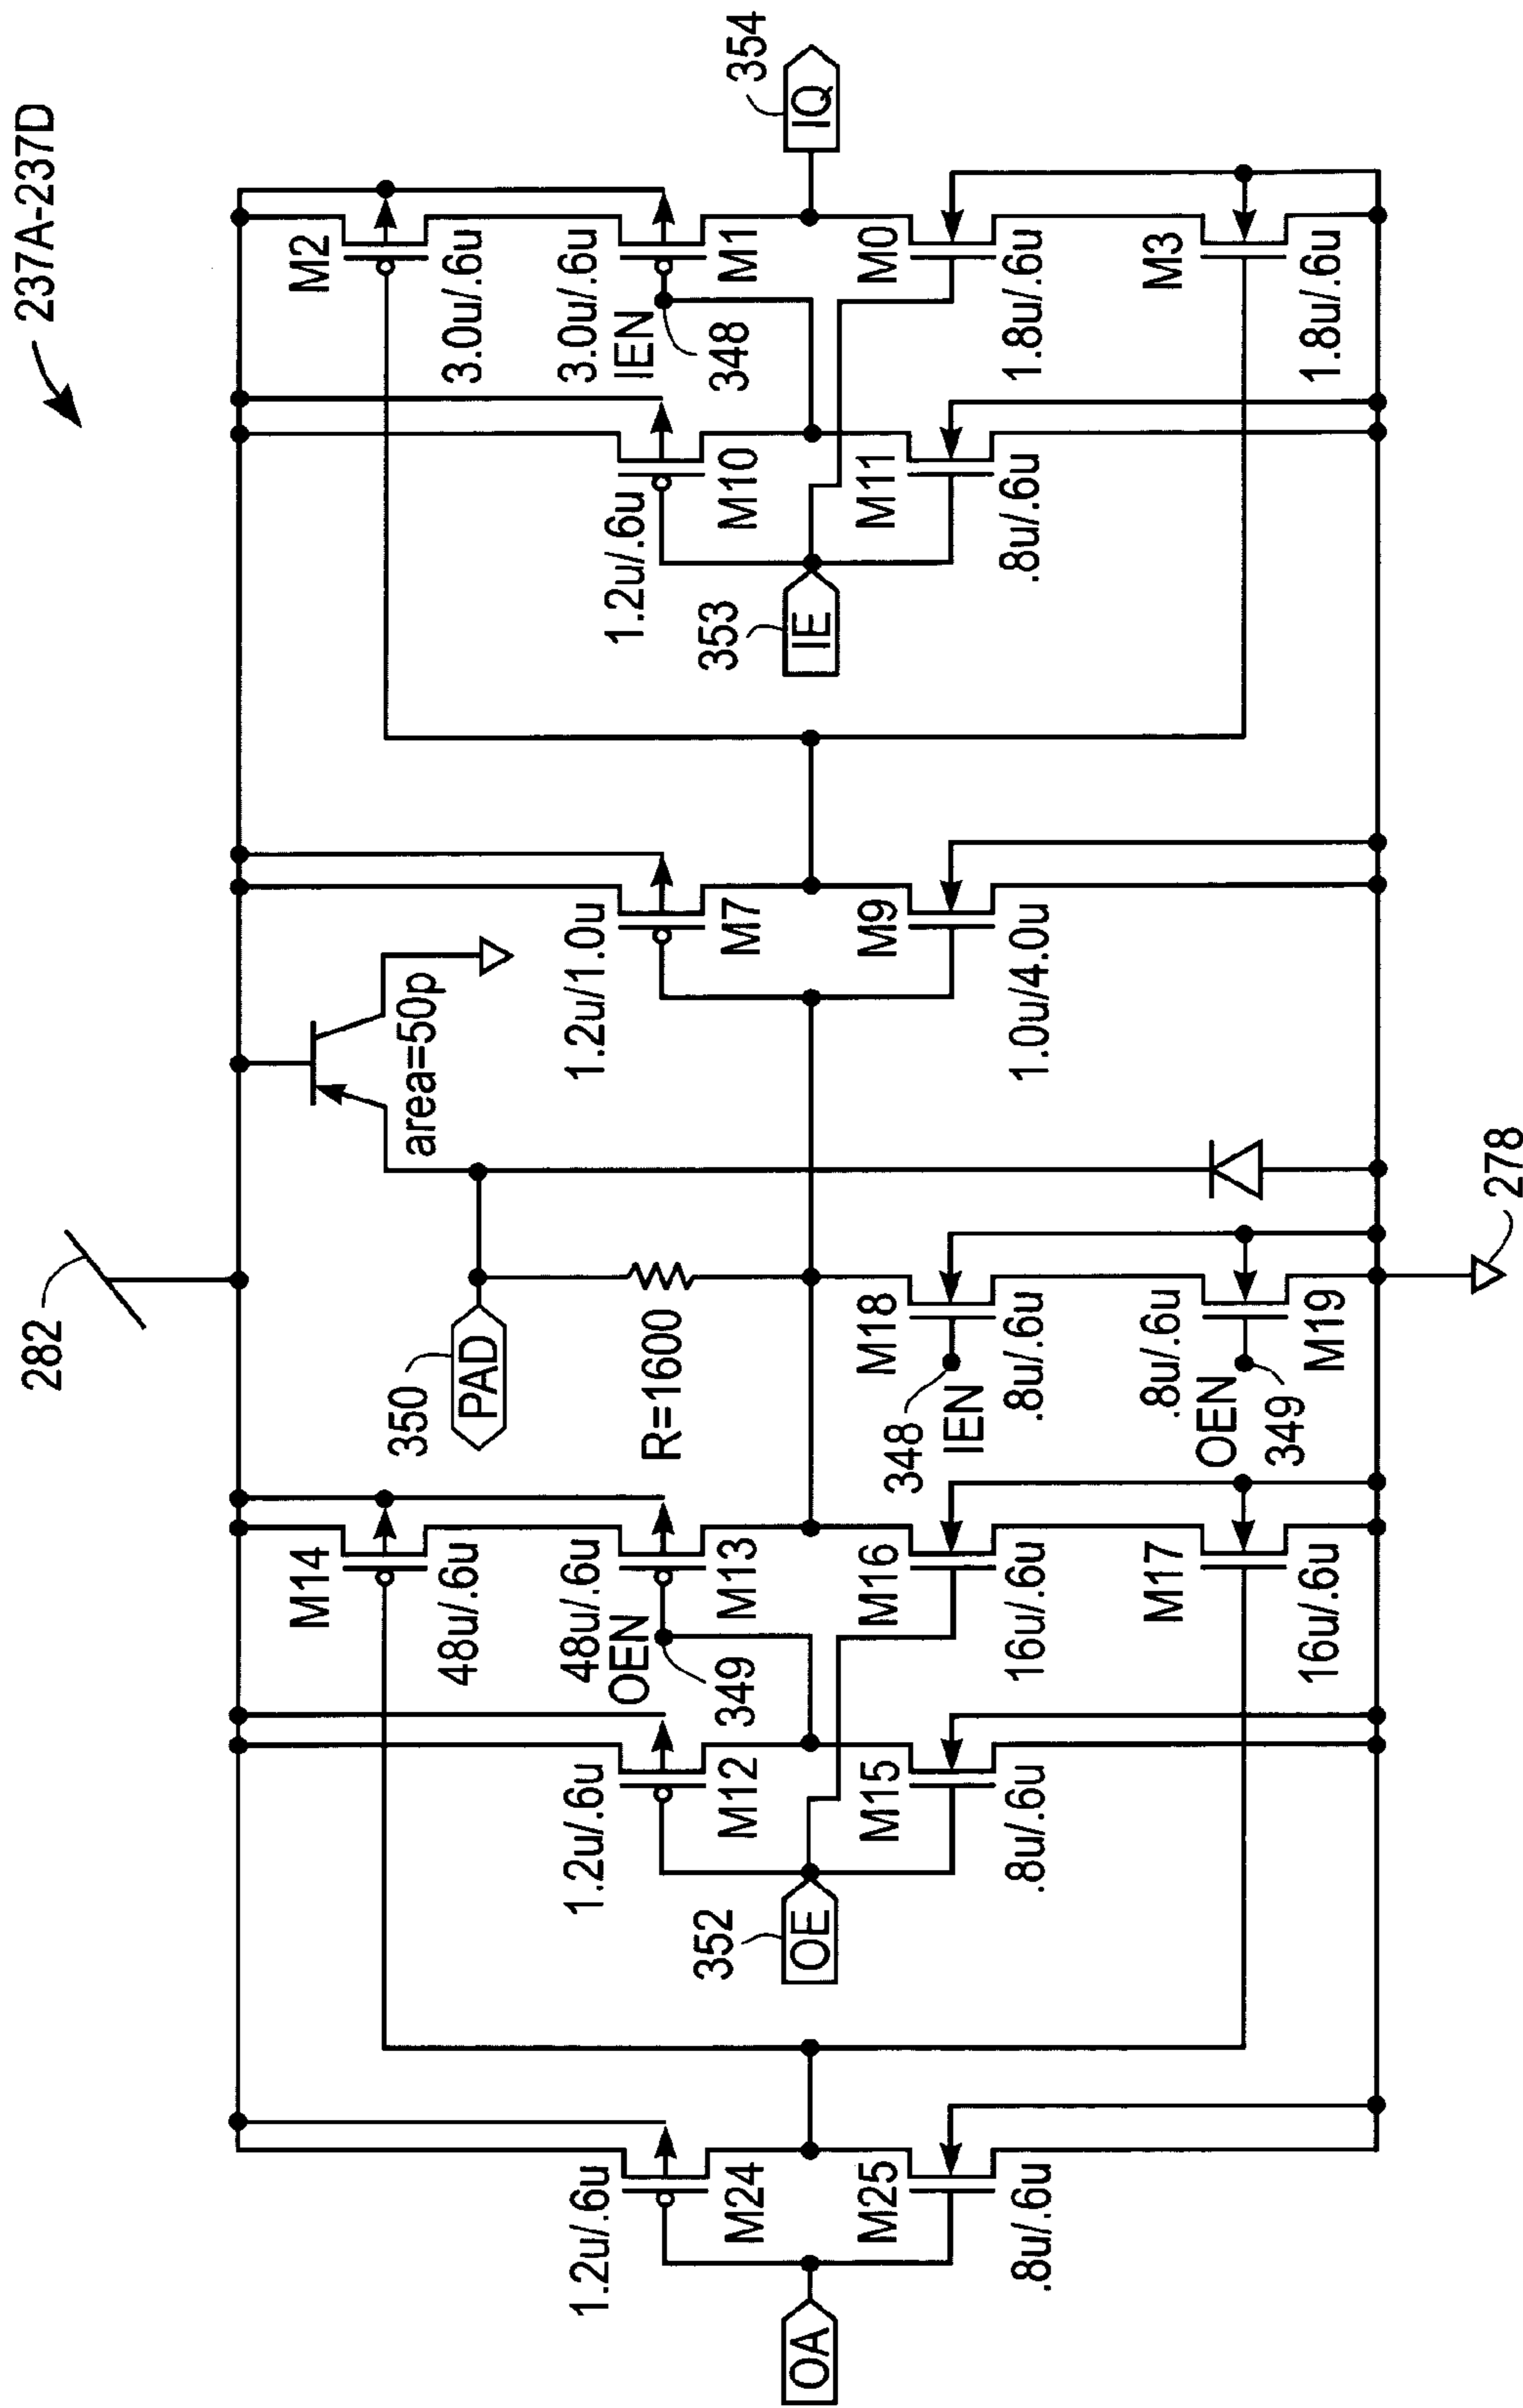 237A-237D
282
M14
48u/.6u
48u/.6u
OEN
M13
349
1.2u/.6u
M12
1.2u/.6u
M24
OA
M25
.8u/.6u
352
OE
M15
.8u/.6u
M16
16u/.6u
M17
16u/.6u
350
PAD
R=1600
M18
348
IEN
.8u/.6u
.8u/.6u
OEN
349
M19
278
area=50p
1.2u/1.0u
M7
M9
1.0u/4.0u
353
IE
1.2u/.6u
M10
M11
.8u/.6u
M2
3.0u/.6u
3.0u/.6u
IEN
M1
348
M0
1.8u/.6u
M3
1.8u/.6u
354
IQ